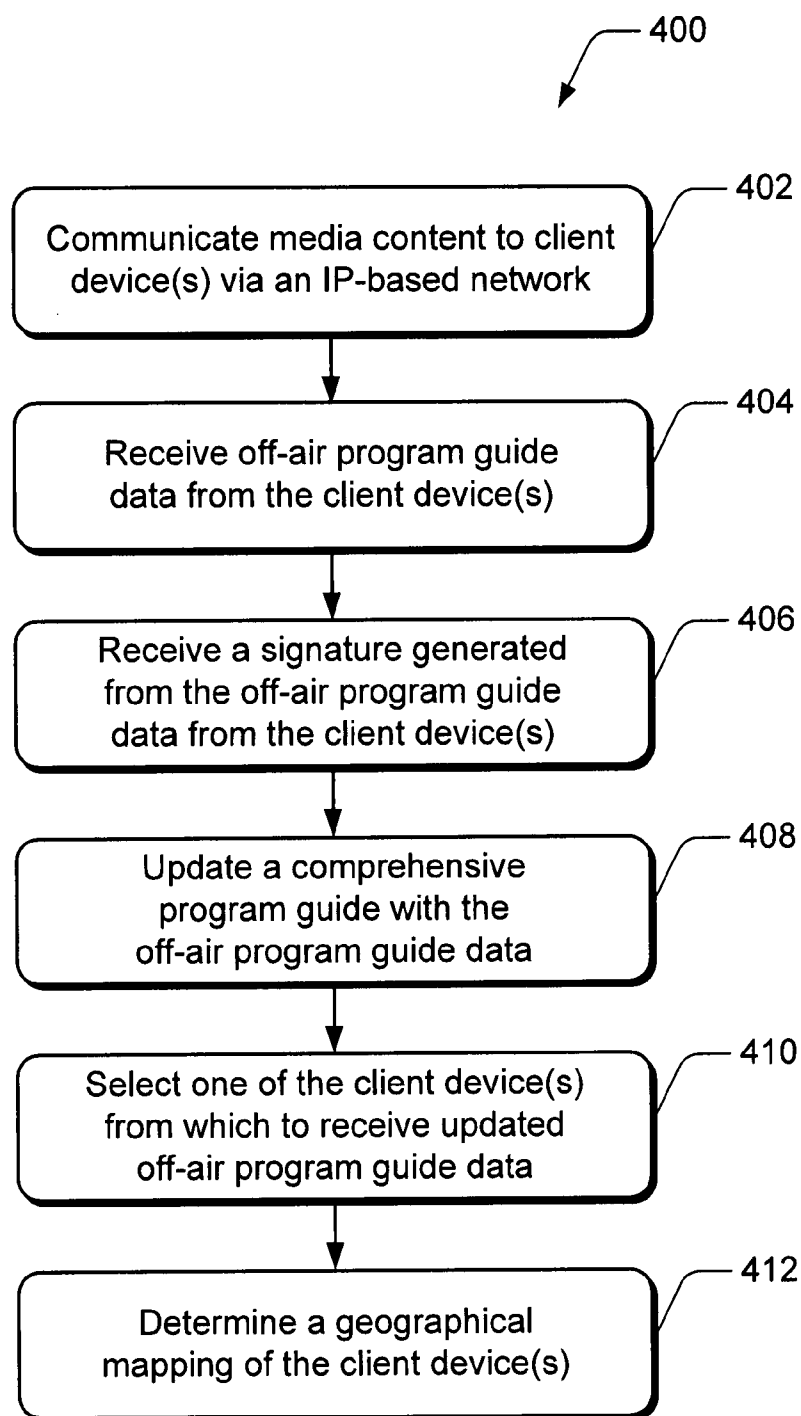 400
402
Communicate media content to client
device(s) via an IP-based network
404
Receive off-air program guide
data from the client device(s)
406
Receive a signature generated
from the off-air program guide
data from the client device(s)
408
Update a comprehensive
program guide with the
off-air program guide data
410
Select one of the client device(s)
from which to receive updated
off-air program guide data
412
Determine a geographical
mapping of the client device(s)